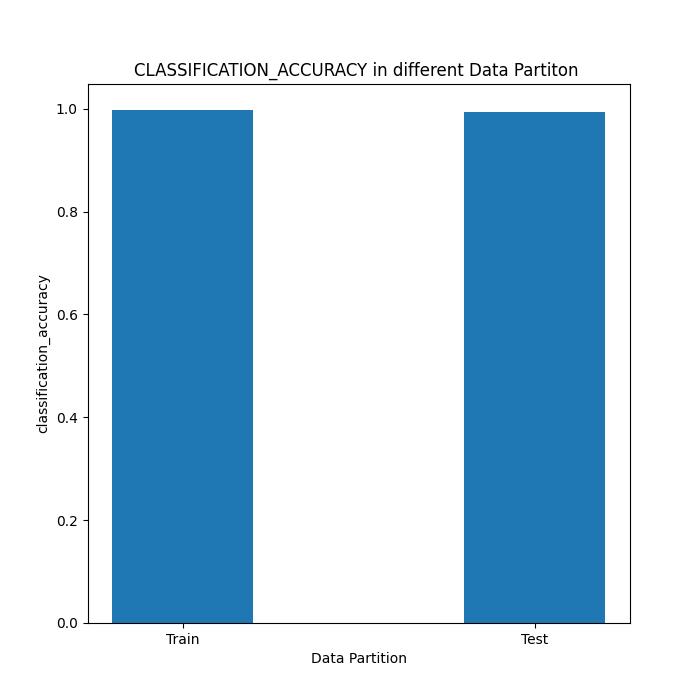 CLASSIFICATION_ACCURACY in different Data Partiton
classification_accuracy
1.0
0.8
0.6
0.4
0.2
0.0
Train
Test
Data Partition